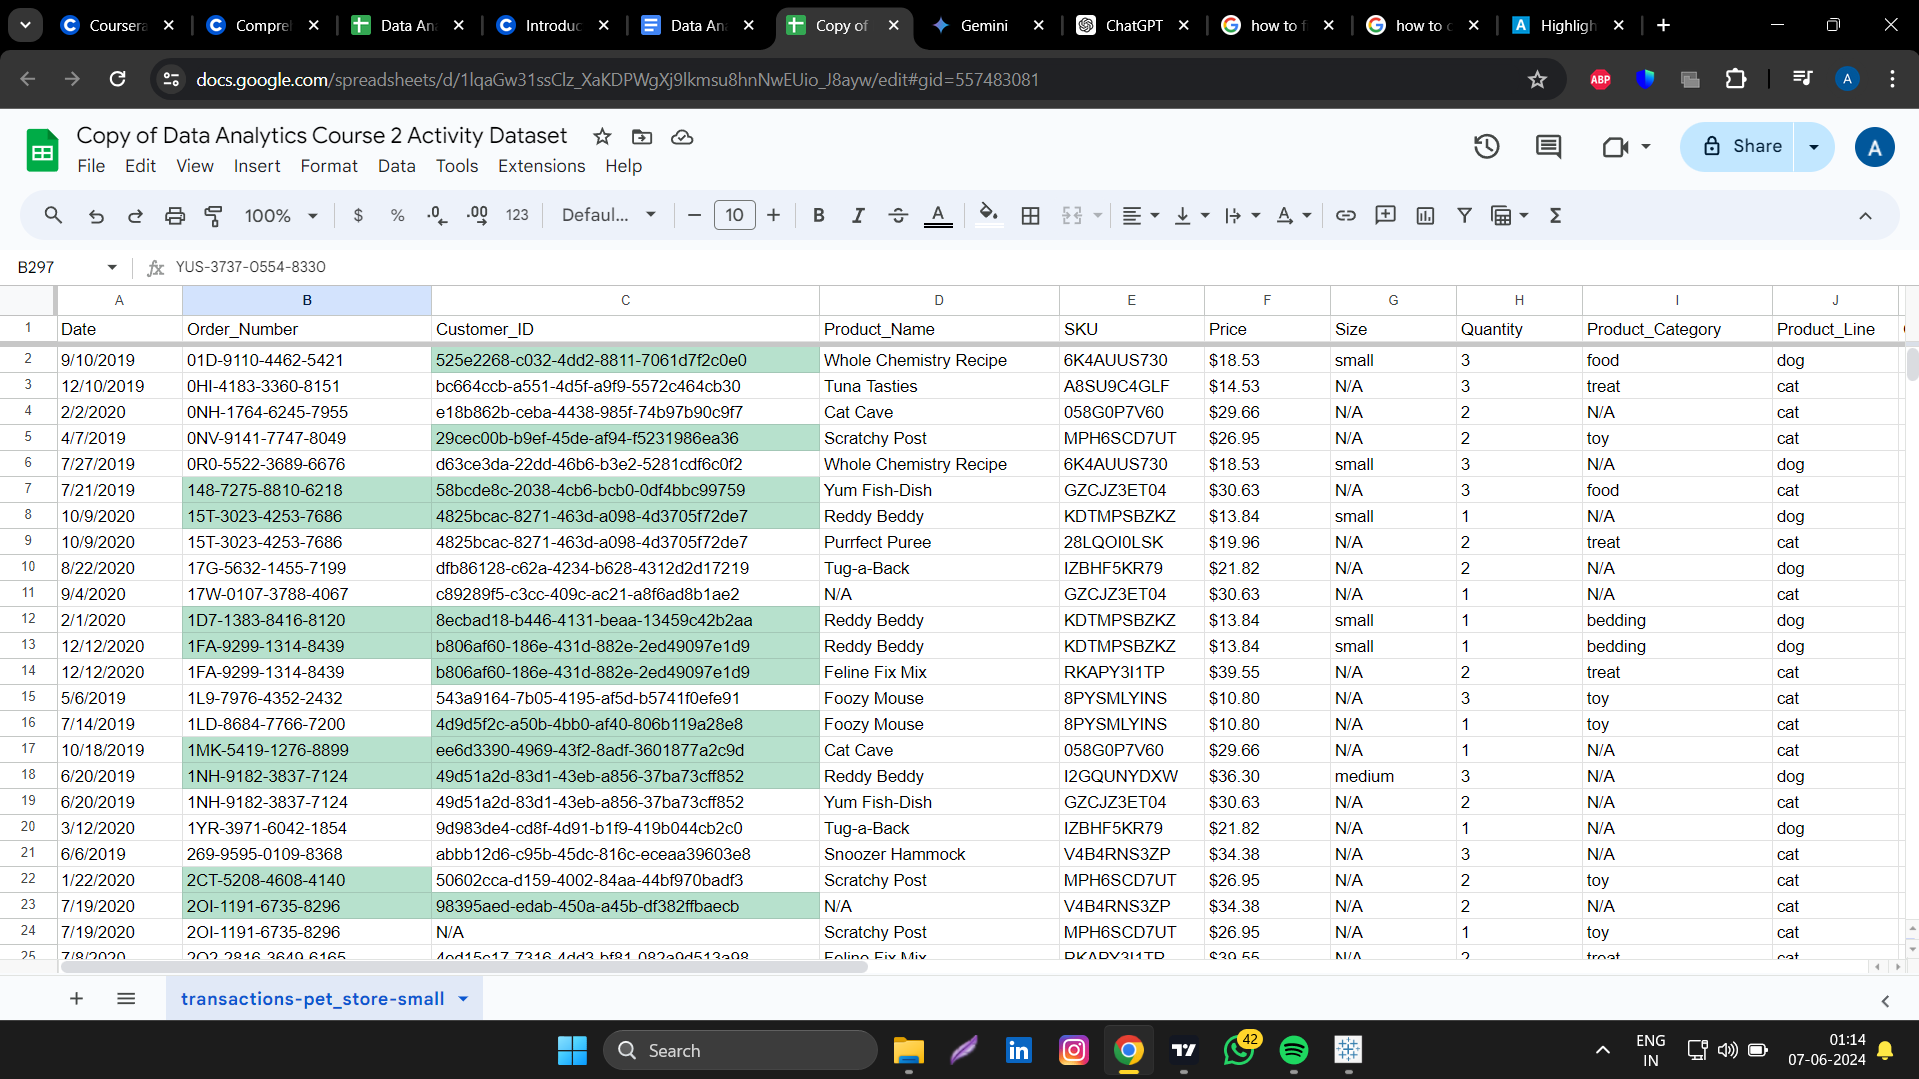 Coursera
Compre
Data An
Introduc
Data An
Copy of
Gemini
ChatGPT
how to f
how to c
A Highligh
docs.google.com/spreadsheets/d/1lqaGw31ssClz_XaKDPWgXj9lkmsu8hnNwEUio_J8ayw/edit#gid=557483081
ABP
A
Copy of Data Analytics Course 2 Activity Dataset
File Edit View Insert Format Data Tools Extensions Help
Share
A
100% $ % .0 .00 123 Defaul... 10 B I A
B297 fx YUS-3737-0554-8330
A B C D E F G H I J
1 Date Order_Number Customer_ID Product_Name SKU Price Size Quantity Product_Category Product_Line
2 9/10/2019 01D-9110-4462-5421 525e2268-c032-4dd2-8811-7061d7f2c0e0 Whole Chemistry Recipe 6K4AUUS730 $18.53 small 3 food dog
3 12/10/2019 0HI-4183-3360-8151 bc664ccb-a551-4d5f-a9f9-5572c464cb30 Tuna Tasties A8SU9C4GLF $14.53 N/A 3 treat cat
4 2/2/2020 0NH-1764-6245-7955 e18b862b-ceba-4438-985f-74b97b90c9f7 Cat Cave 058G0P7V60 $29.66 N/A 2 N/A cat
5 4/7/2019 0NV-9141-7747-8049 29cec00b-b9ef-45de-af94-f5231986ea36 Scratchy Post MPH6SCD7UT $26.95 N/A 2 toy cat
6 7/27/2019 0R0-5522-3689-6676 d63ce3da-22dd-46b6-b3e2-5281cdf6c0f2 Whole Chemistry Recipe 6K4AUUS730 $18.53 small 3 N/A dog
7 7/21/2019 148-7275-8810-6218 58bcde8c-2038-4cb6-bcb0-0df4bbc99759 Yum Fish-Dish GZCJZ3ET04 $30.63 N/A 3 food cat
8 10/9/2020 15T-3023-4253-7686 4825bcac-8271-463d-a098-4d3705f72de7 Reddy Beddy KDTMPSBZKZ $13.84 small 1 N/A dog
9 10/9/2020 15T-3023-4253-7686 4825bcac-8271-463d-a098-4d3705f72de7 Purrfect Puree 28LQOI0LSK $19.96 N/A 2 treat cat
10 8/22/2020 17G-5632-1455-7199 dfb86128-c62a-4234-b628-4312d2d17219 Tug-a-Back IZBHF5KR79 $21.82 N/A 2 N/A dog
11 9/4/2020 17W-0107-3788-4067 c89289f5-c3cc-409c-ac21-a8f6ad8b1ae2 N/A GZCJZ3ET04 $30.63 N/A 1 N/A cat
12 2/1/2020 1D7-1383-8416-8120 8ecbad18-b446-4131-beaa-13459c42b2aa Reddy Beddy KDTMPSBZKZ $13.84 small 1 bedding dog
13 12/12/2020 1FA-9299-1314-8439 b806af60-186e-431d-882e-2ed49097e1d9 Reddy Beddy KDTMPSBZKZ $13.84 small 1 bedding dog
14 12/12/2020 1FA-9299-1314-8439 b806af60-186e-431d-882e-2ed49097e1d9 Feline Fix Mix RKAPY3I1TP $39.55 N/A 2 treat cat
15 5/6/2019 1L9-7976-4352-2432 543a9164-7b05-4195-af5d-b5741f0efe91 Foozy Mouse 8PYSMLYINS $10.80 N/A 3 toy cat
16 7/14/2019 1LD-8684-7766-7200 4d9d5f2c-a50b-4bb0-af40-806b119a28e8 Foozy Mouse 8PYSMLYINS $10.80 N/A 1 toy cat
17 10/18/2019 1MK-5419-1276-8899 ee6d3390-4969-43f2-8adf-3601877a2c9d Cat Cave 058G0P7V60 $29.66 N/A 1 N/A cat
18 6/20/2019 1NH-9182-3837-7124 49d51a2d-83d1-43eb-a856-37ba73cff852 Reddy Beddy I2GQUNYDXW $36.30 medium 3 N/A dog
19 6/20/2019 1NH-9182-3837-7124 49d51a2d-83d1-43eb-a856-37ba73cff852 Yum Fish-Dish GZCJZ3ET04 $30.63 N/A 2 N/A cat
20 3/12/2020 1YR-3971-6042-1854 9d983de4-cd8f-4d91-b1f9-419b044cb2c0 Tug-a-Back IZBHF5KR79 $21.82 N/A 1 N/A dog
21 6/6/2019 269-9595-0109-8368 abbb12d6-c95b-45dc-816c-eceaa39603e8 Snoozer Hammock V4B4RNS3ZP $34.38 N/A 3 N/A cat
22 1/22/2020 2CT-5208-4608-4140 50602cca-d159-4002-84aa-44bf970badf3 Scratchy Post MPH6SCD7UT $26.95 N/A 2 toy cat
23 7/19/2020 2OI-1191-6735-8296 98395aed-edab-450a-a45b-df382ffbaecb N/A V4B4RNS3ZP $34.38 N/A 2 N/A cat
24 7/19/2020 2OI-1191-6735-8296 N/A Scratchy Post MPH6SCD7UT $26.95 N/A 1 toy cat
25 7/8/2020 2O2-2816-3649-6165 4ed15c17-7316-4dd3-bf81-082a9d513a98 Feline Fix Mix RKAPY3I1TP $39.55 N/A 2 treat cat
transactions-pet_store-small
Search
42
ENG
IN
01:14
07-06-2024